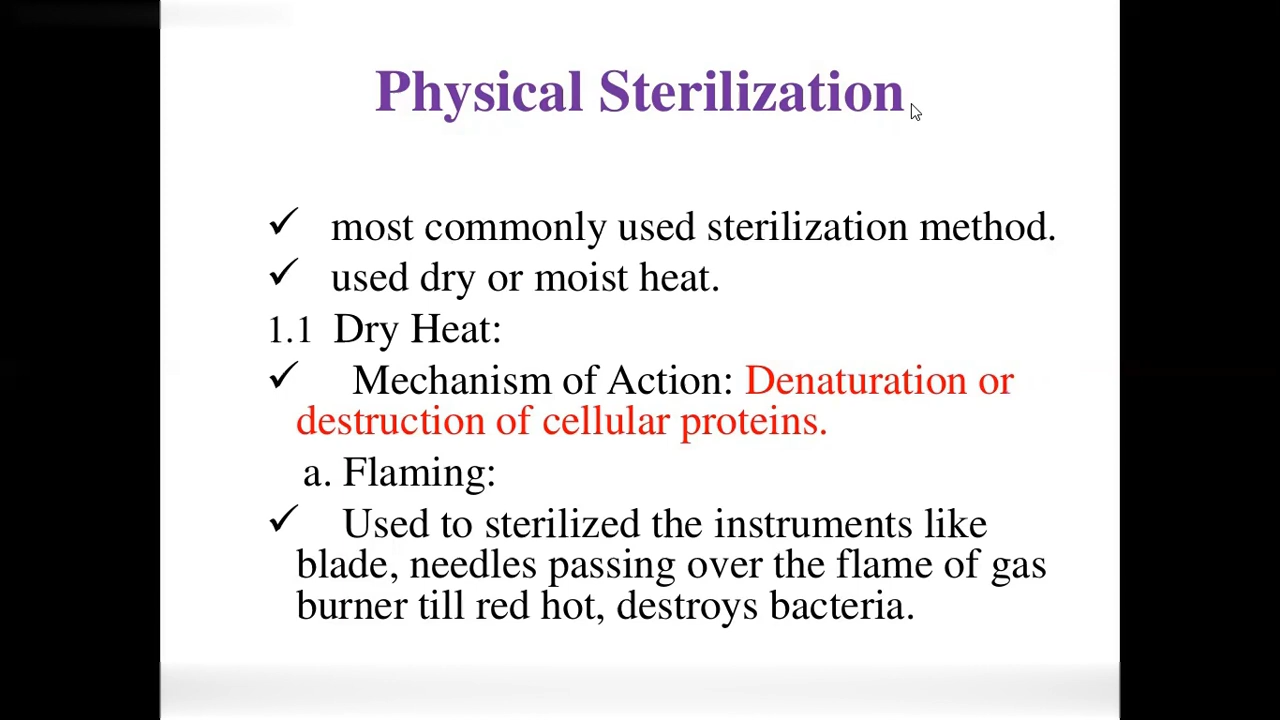 Physical Sterilization
✓ most commonly used sterilization method.
✓ used dry or moist heat.
1.1 Dry Heat:
✓ Mechanism of Action: Denaturation or
destruction of cellular proteins.
a. Flaming:
✓ Used to sterilized the instruments like
blade, needles passing over the flame of gas
burner till red hot, destroys bacteria.